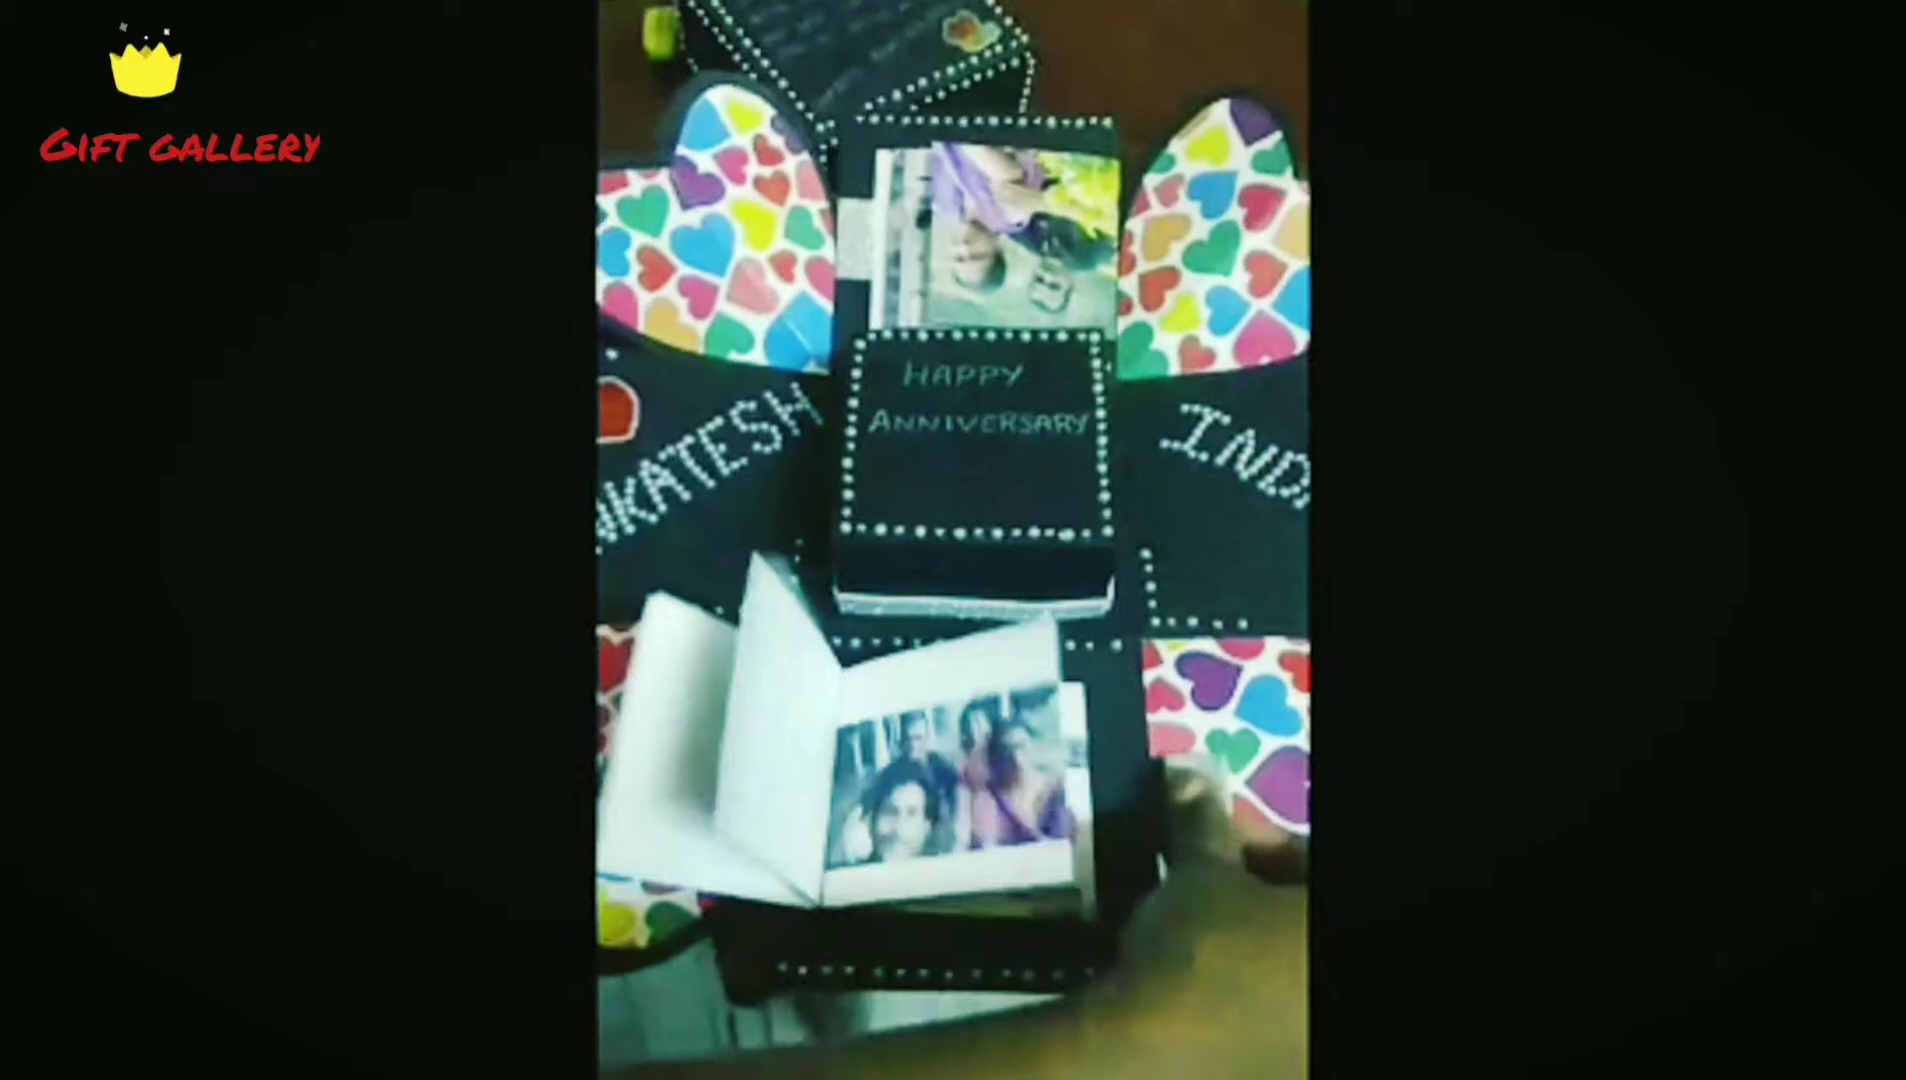 GIFT GALLERY
HAPPY
ANNIVERSARY
NKATESH
IND